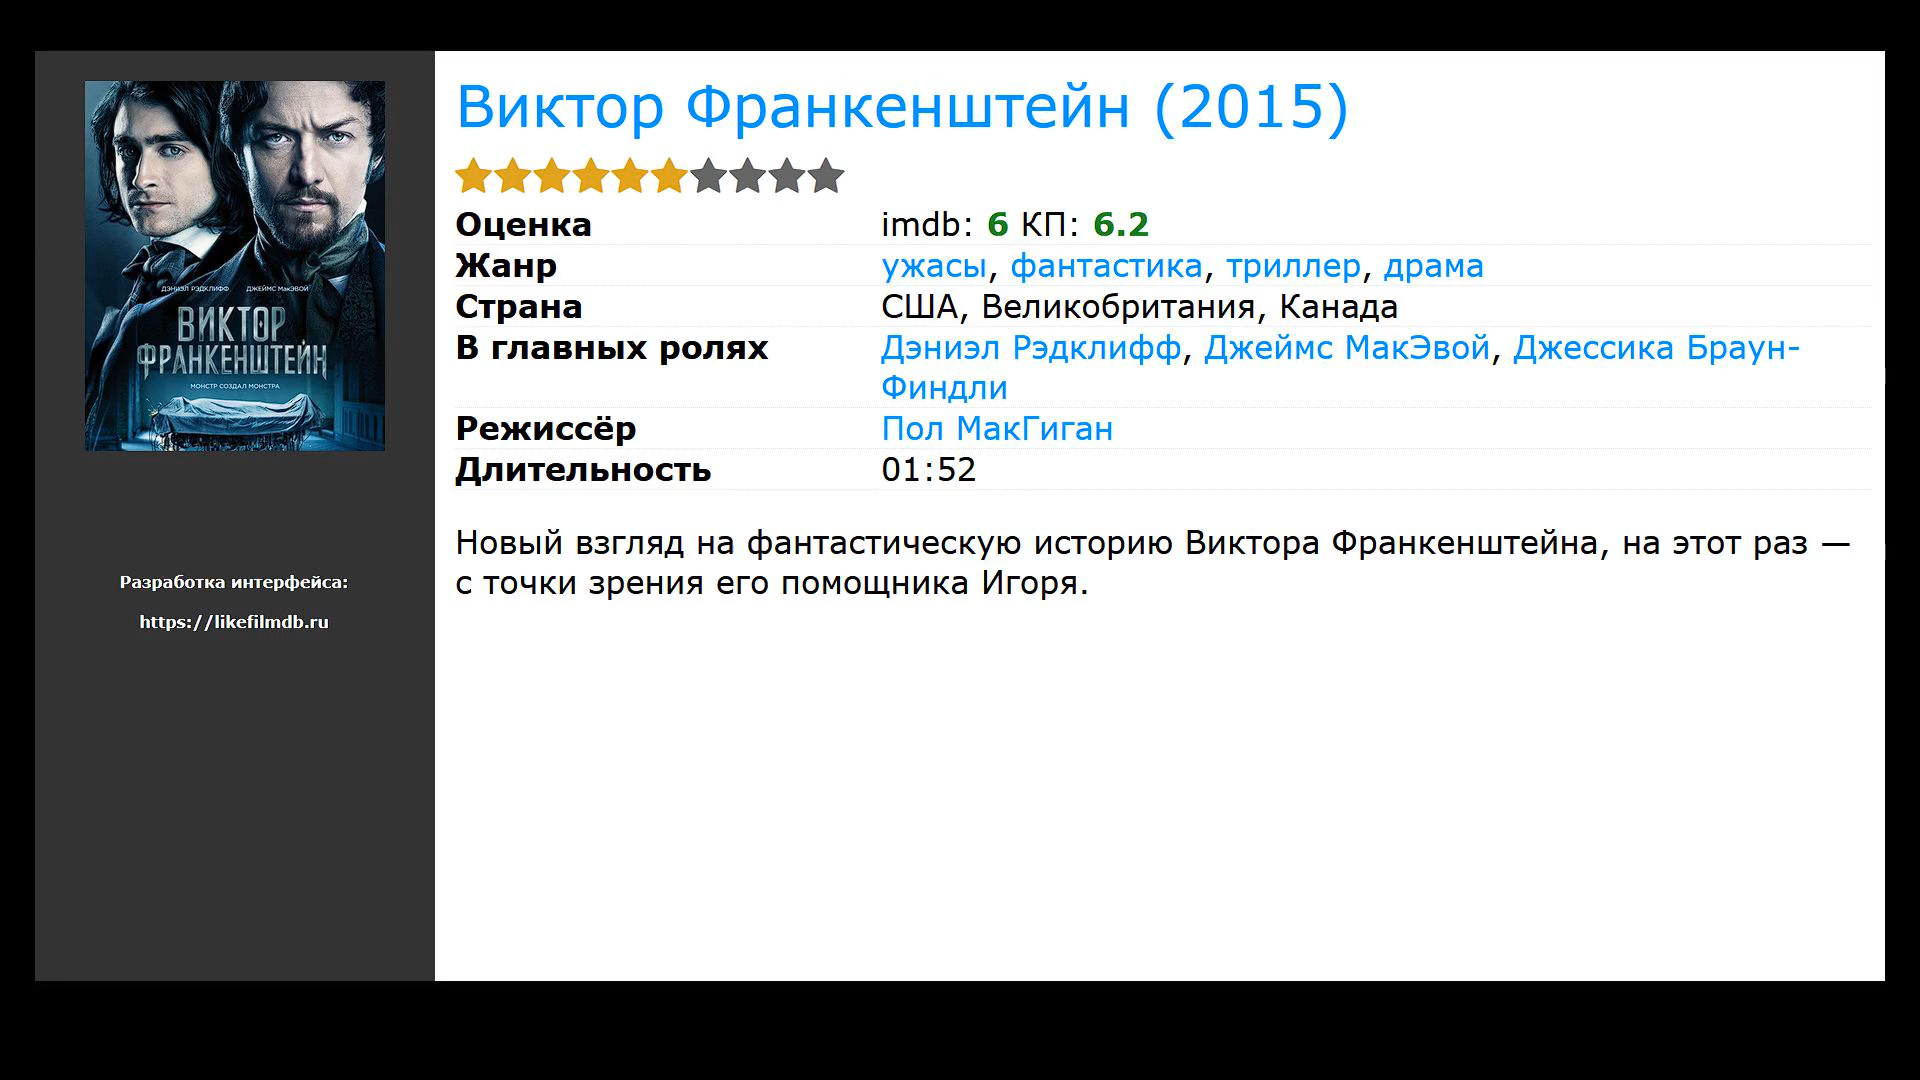 ДЭНИЭЛ РЭДКЛИФФ ДЖЕЙМС МакЭВОЙ
ВИКТОР
ФРАНКЕНШТЕЙН
МОНСТР СОЗДАЛ МОНСТРА
Разработка интерфейса:
https://likefilmdb.ru
Виктор Франкенштейн (2015)
Оценка imdb: 6 КП: 6.2
Жанр ужасы, фантастика, триллер, драма
Страна США, Великобритания, Канада
В главных ролях Дэниэл Рэдклифф, Джеймс МакЭвой, Джессика Браун-
Финдли
Режиссёр Пол МакГиган
Длительность 01:52
Новый взгляд на фантастическую историю Виктора Франкенштейна, на этот раз —
с точки зрения его помощника Игоря.